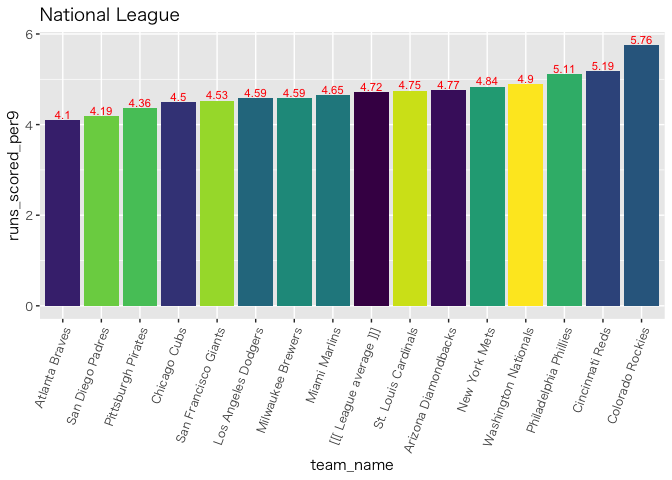 National League
runs_scored_per9
6
4
2
0
4.1
4.19
4.36
4.5
4.53
4.59
4.59
4.65
4.72
4.75
4.77
4.84
4.9
5.11
5.19
5.76
Atlanta Braves
San Diego Padres
Pittsburgh Pirates
Chicago Cubs
San Francisco Giants
Los Angeles Dodgers
Milwaukee Brewers
Miami Marlins
[[[ League average ]]]
St. Louis Cardinals
Arizona Diamondbacks
New York Mets
Washington Nationals
Philadelphia Phillies
Cincinnati Reds
Colorado Rockies
team_name